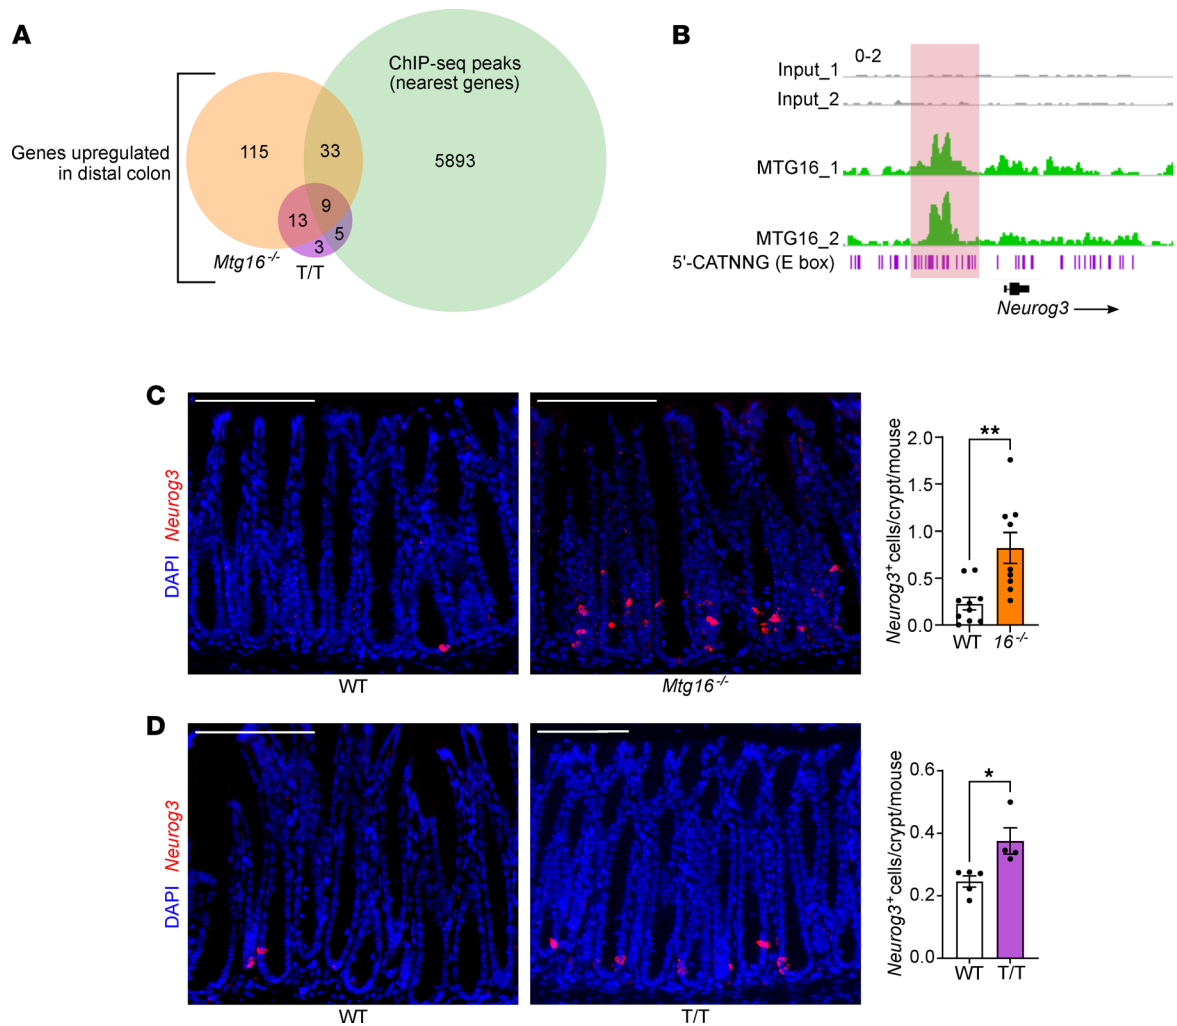 A
ChIP-seq peaks
(nearest genes)
Genes upregulated
in distal colon
115
33
5893
13
9
5
3
Mtg16-/-
T/T
B
0-2
Input_1
Input_2
MTG16_1
MTG16_2
5'-CATNNG (E box)
Neurog3
C
DAPI Neurog3
WT
Mtg16-/-
Neurog3+cells/crypt/mouse
2.0
1.5
1.0
0.5
0.0
**
WT
16-/-
D
DAPI Neurog3
WT
T/T
Neurog3+cells/crypt/mouse
0.6
0.4
0.2
0.0
*
WT
T/T